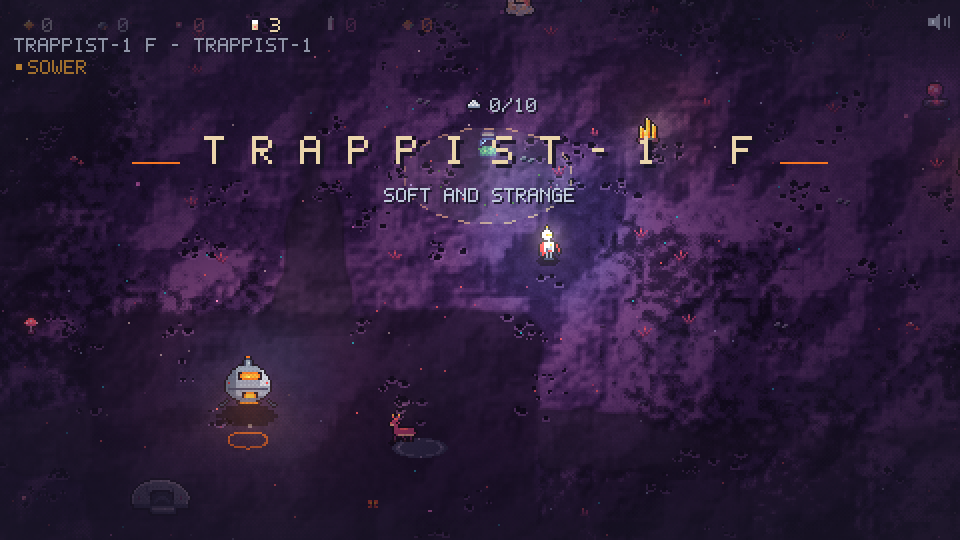 0 0 0 3 0 0
TRAPPIST-1 F - TRAPPIST-1
SOWER
0/10
TRAPPIST-1 F
SOFT AND STRANGE